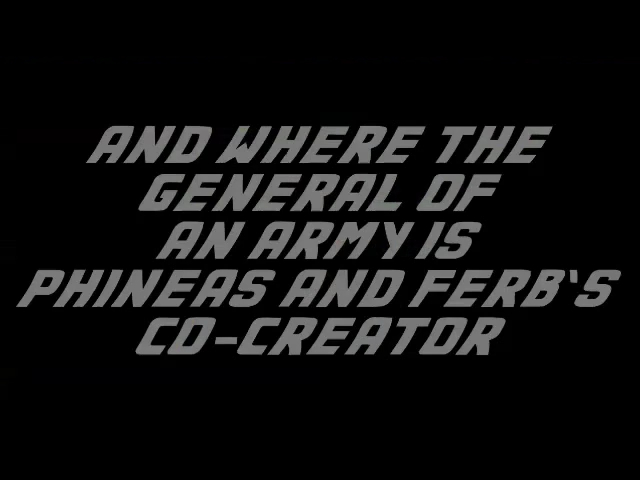 AND WHERE THE
GENERAL OF
AN ARMY IS
PHINEAS AND FERB'S
CO-CREATOR